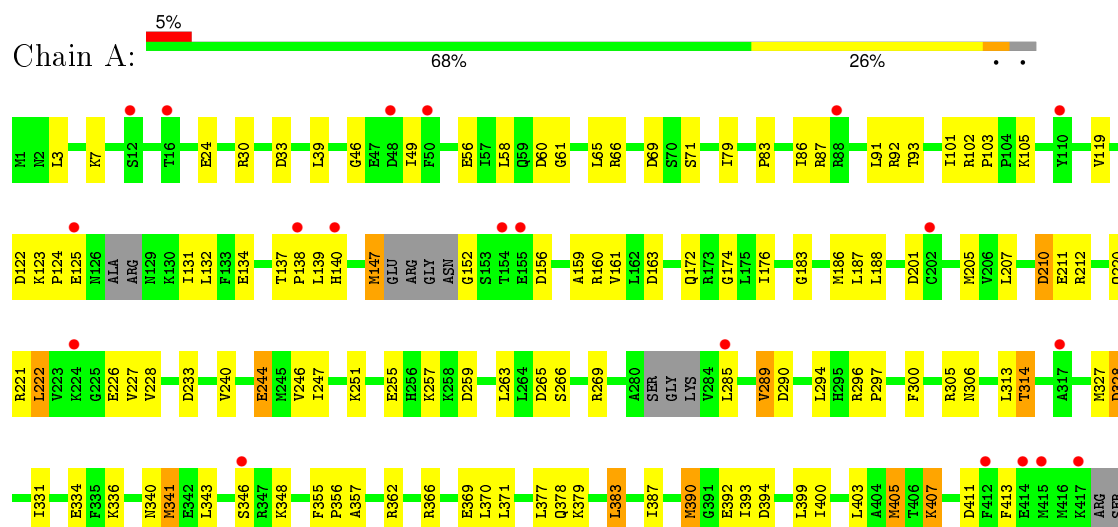 5%
Chain A:
68% 26% • •
M1 N2 L3 K7 S12 T16 E24 R30 D33 L39 G46 E47 D48 I49 F50 E56 I57 L58 Q59 D60 G61 L65 R66 D69 S70 S71 I79 P83 I86 R87 R88 L91 R92 T93 I101 R102 P103 P104 K105 Y110 V119
D122 K123 P124 E125 N126 ALA ARG N129 K130 I131 L132 F133 E134 T137 P138 L139 H140 M147 GLU ARG GLY ASN G152 S153 T154 E155 D156 A159 R160 V161 L162 D163 Q172 R173 G174 L175 I176 G183 M186 L187 L188 D201 C202 M205 V206 L207 D210 E211 R212 Q220
R221 L222 V223 K224 G225 E226 V227 V228 D233 V240 E244 M245 V246 I247 K251 E255 H256 K257 K258 D259 L263 L264 D265 S266 R269 A280 SER GLY LYS V284 L285 V289 D290 L294 H295 R296 P297 F300 R305 N306 L313 T314 A317 M327 D328
I331 E334 F335 K336 N340 M341 E342 L343 S346 R347 K348 F355 P356 A357 R362 R366 E369 L370 L371 L377 Q378 K379 L383 I387 M390 G391 E392 I393 D394 L399 I400 L403 A404 M405 T406 K407 D411 F412 F413 E414 M415 M416 K417 ARG SER